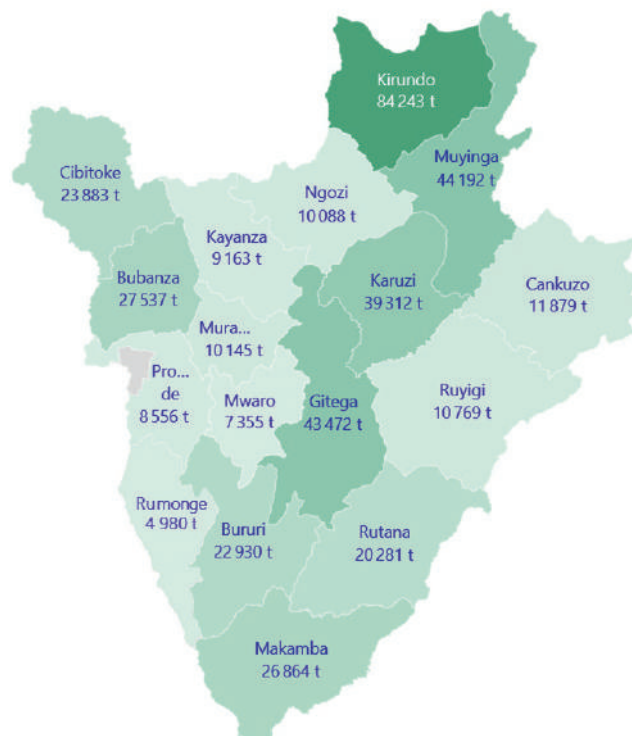 Kirundo
84 243 t
Muyinga
44 192 t
Cibitoke
23 883 t
Ngozi
10 088 t
Kayanza
9 163 t
Bubanza
27 537 t
Karuzi
39 312 t
Cankuzo
11 879 t
Mura...
10 145 t
Pro...
de
8 556 t
Mwaro
7 355 t
Gitega
43 472 t
Ruyigi
10 769 t
Rumonge
4 980 t
Bururi
22 930 t
Rutana
20 281 t
Makamba
26 864 t